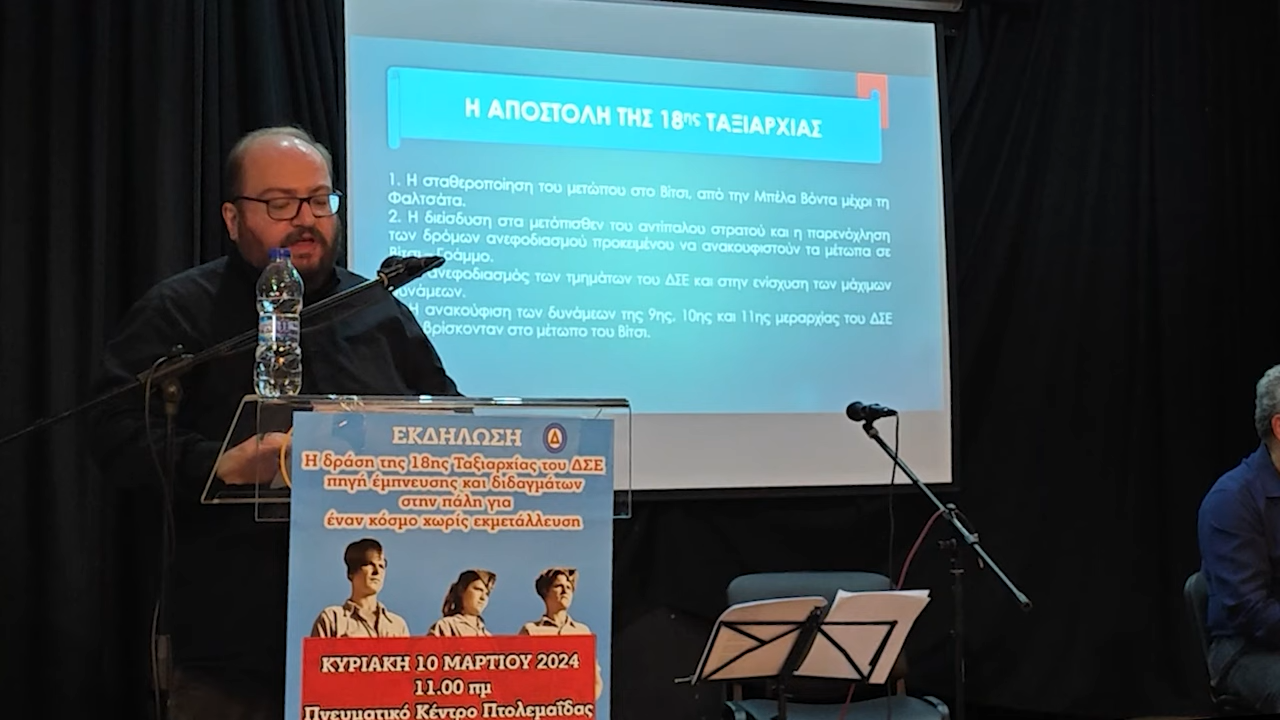 Η ΑΠΟΣΤΟΛΗ ΤΗΣ 18ης ΤΑΞΙΑΡΧΙΑΣ
1. Η σταθεροποίηση του μετώπου στο Βίτσι, από την Μπέλα Βόντα μέχρι τη
Φαλτσάτα.
2. Η διείσδυση στα μετόπισθεν του αντίπαλου στρατού και η παρενόχληση
των δρόμων ανεφοδιασμού προκειμένου να ανακουφιστούν τα μέτωπα σε
Βίτσι – Γράμμο.
ανεφοδιασμός των τμημάτων του ΔΣΕ και στην ενίσχυση των μάχιμων
δυνάμεων.
Η ανακούφιση των δυνάμεων της 9ης, 10ης και 11ης μεραρχίας του ΔΣΕ
βρίσκονταν στο μέτωπο του Βίτσι.
ΕΚΔΗΛΩΣΗ
Η δράση της 18ης Ταξιαρχίας του ΔΣΕ
πηγή έμπνευσης και διδαγμάτων
στην πάλη για
έναν κόσμο χωρίς εκμετάλλευση
ΚΥΡΙΑΚΗ 10 ΜΑΡΤΙΟΥ 2024
11.00 πμ
Πνευματικό Κέντρο Πτολεμαΐδας